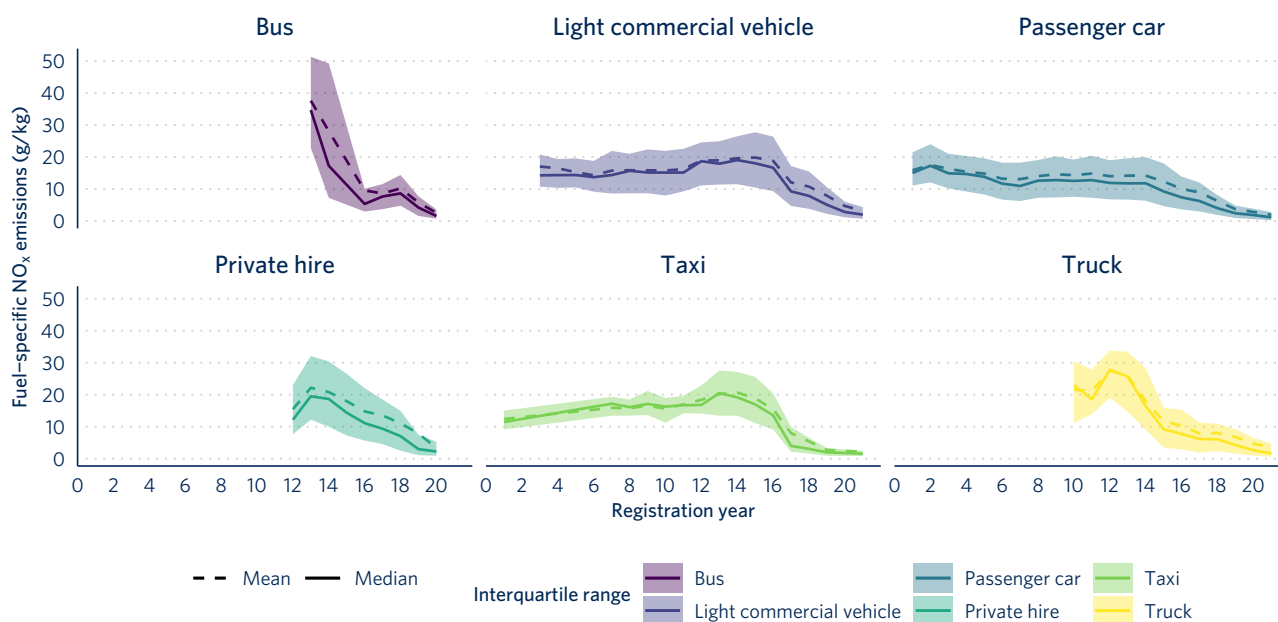 Bus Light commercial vehicle Passenger car
Fuel–specific NOx emissions (g/kg)
50
40
30
20
10
0
Private hire Taxi Truck
50
40
30
20
10
0
0 2 4 6 8 10 12 14 16 18 20 0 2 4 6 8 10 12 14 16 18 20 0 2 4 6 8 10 12 14 16 18 20
Registration year
Mean Median
Interquartile range
Bus Passenger car Taxi
Light commercial vehicle Private hire Truck